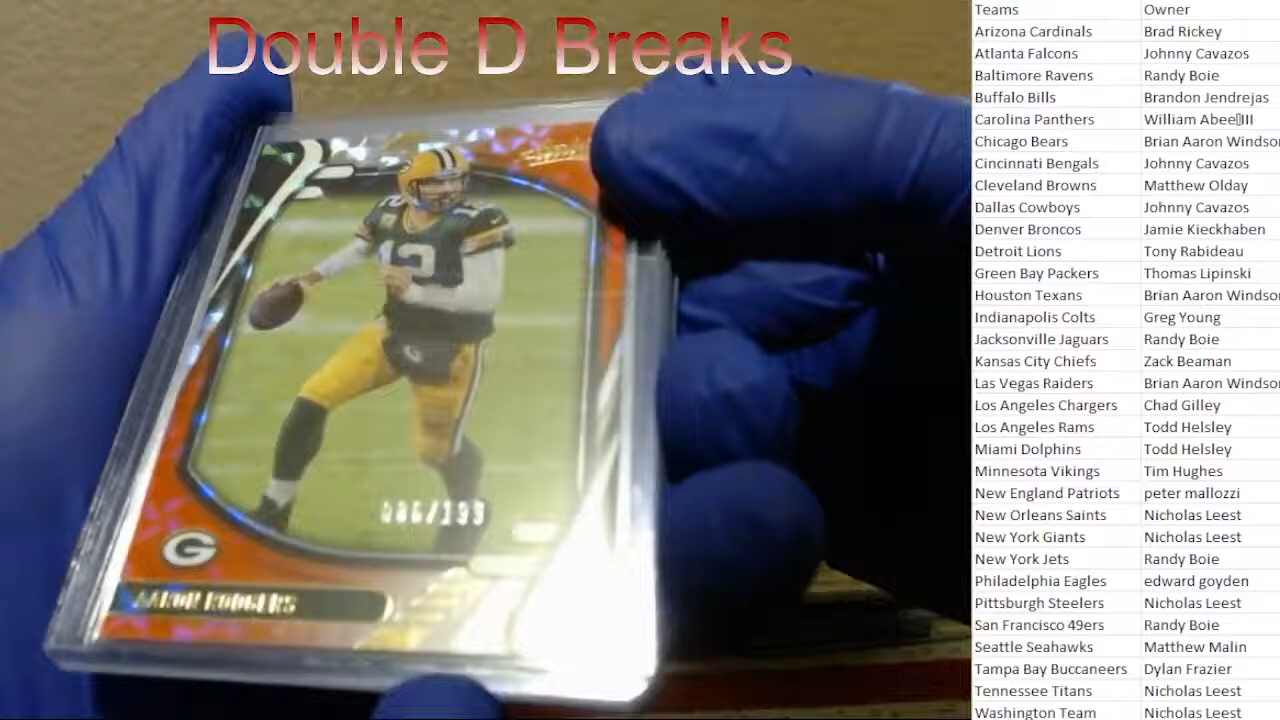 Double D Breaks
12
G
AARON RODGERS
Teams Owner
Arizona Cardinals Brad Rickey
Atlanta Falcons Johnny Cavazos
Baltimore Ravens Randy Boie
Buffalo Bills Brandon Jendrejas
Carolina Panthers William Abee▯III
Chicago Bears Brian Aaron Windso
Cincinnati Bengals Johnny Cavazos
Cleveland Browns Matthew Olday
Dallas Cowboys Johnny Cavazos
Denver Broncos Jamie Kieckhaben
Detroit Lions Tony Rabideau
Green Bay Packers Thomas Lipinski
Houston Texans Brian Aaron Windso
Indianapolis Colts Greg Young
Jacksonville Jaguars Randy Boie
Kansas City Chiefs Zack Beaman
Las Vegas Raiders Brian Aaron Windso
Los Angeles Chargers Chad Gilley
Los Angeles Rams Todd Helsley
Miami Dolphins Todd Helsley
Minnesota Vikings Tim Hughes
New England Patriots peter mallozzi
New Orleans Saints Nicholas Leest
New York Giants Nicholas Leest
New York Jets Randy Boie
Philadelphia Eagles edward goyden
Pittsburgh Steelers Nicholas Leest
San Francisco 49ers Randy Boie
Seattle Seahawks Matthew Malin
Tampa Bay Buccaneers Dylan Frazier
Tennessee Titans Nicholas Leest
Washington Team Nicholas Leest